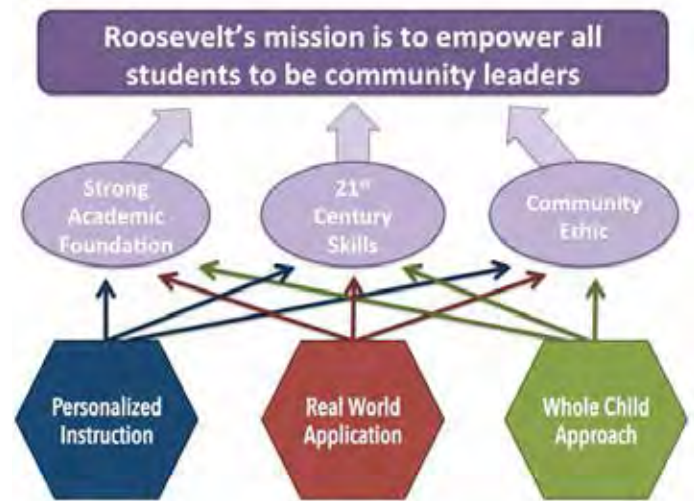 Roosevelt's mission is to empower all
students to be community leaders
Strong
Academic
Foundation
21st
Century
Skills
Community
Ethic
Personalized
Instruction
Real World
Application
Whole Child
Approach